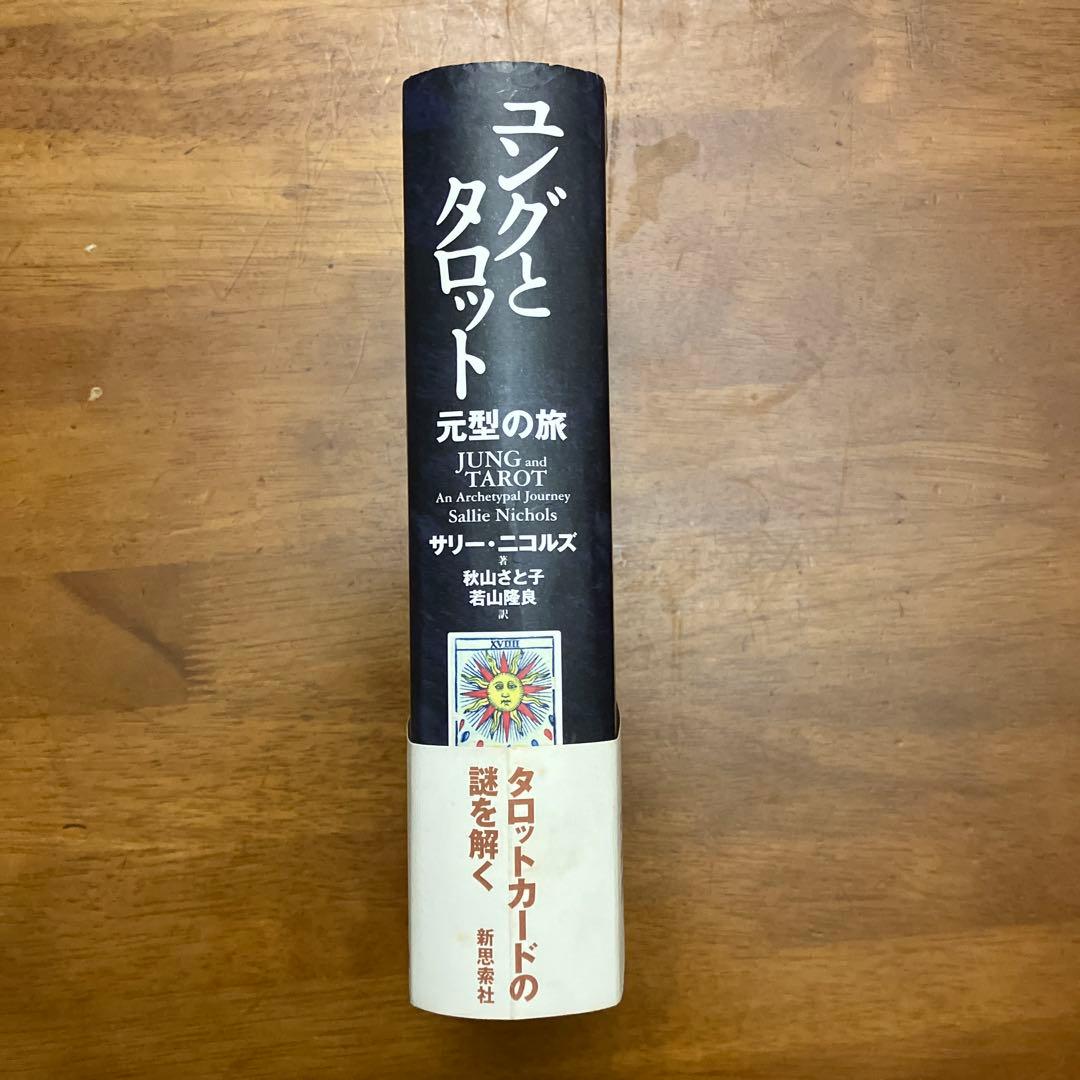 ユングと
タロット
元型の旅
JUNG and
TAROT
An Archetypal Journey
Sallie Nichols
サリー・ニコルズ
著
秋山さと子
若山隆良
訳
XVIIII
タロットカードの
謎を解く
新思索社